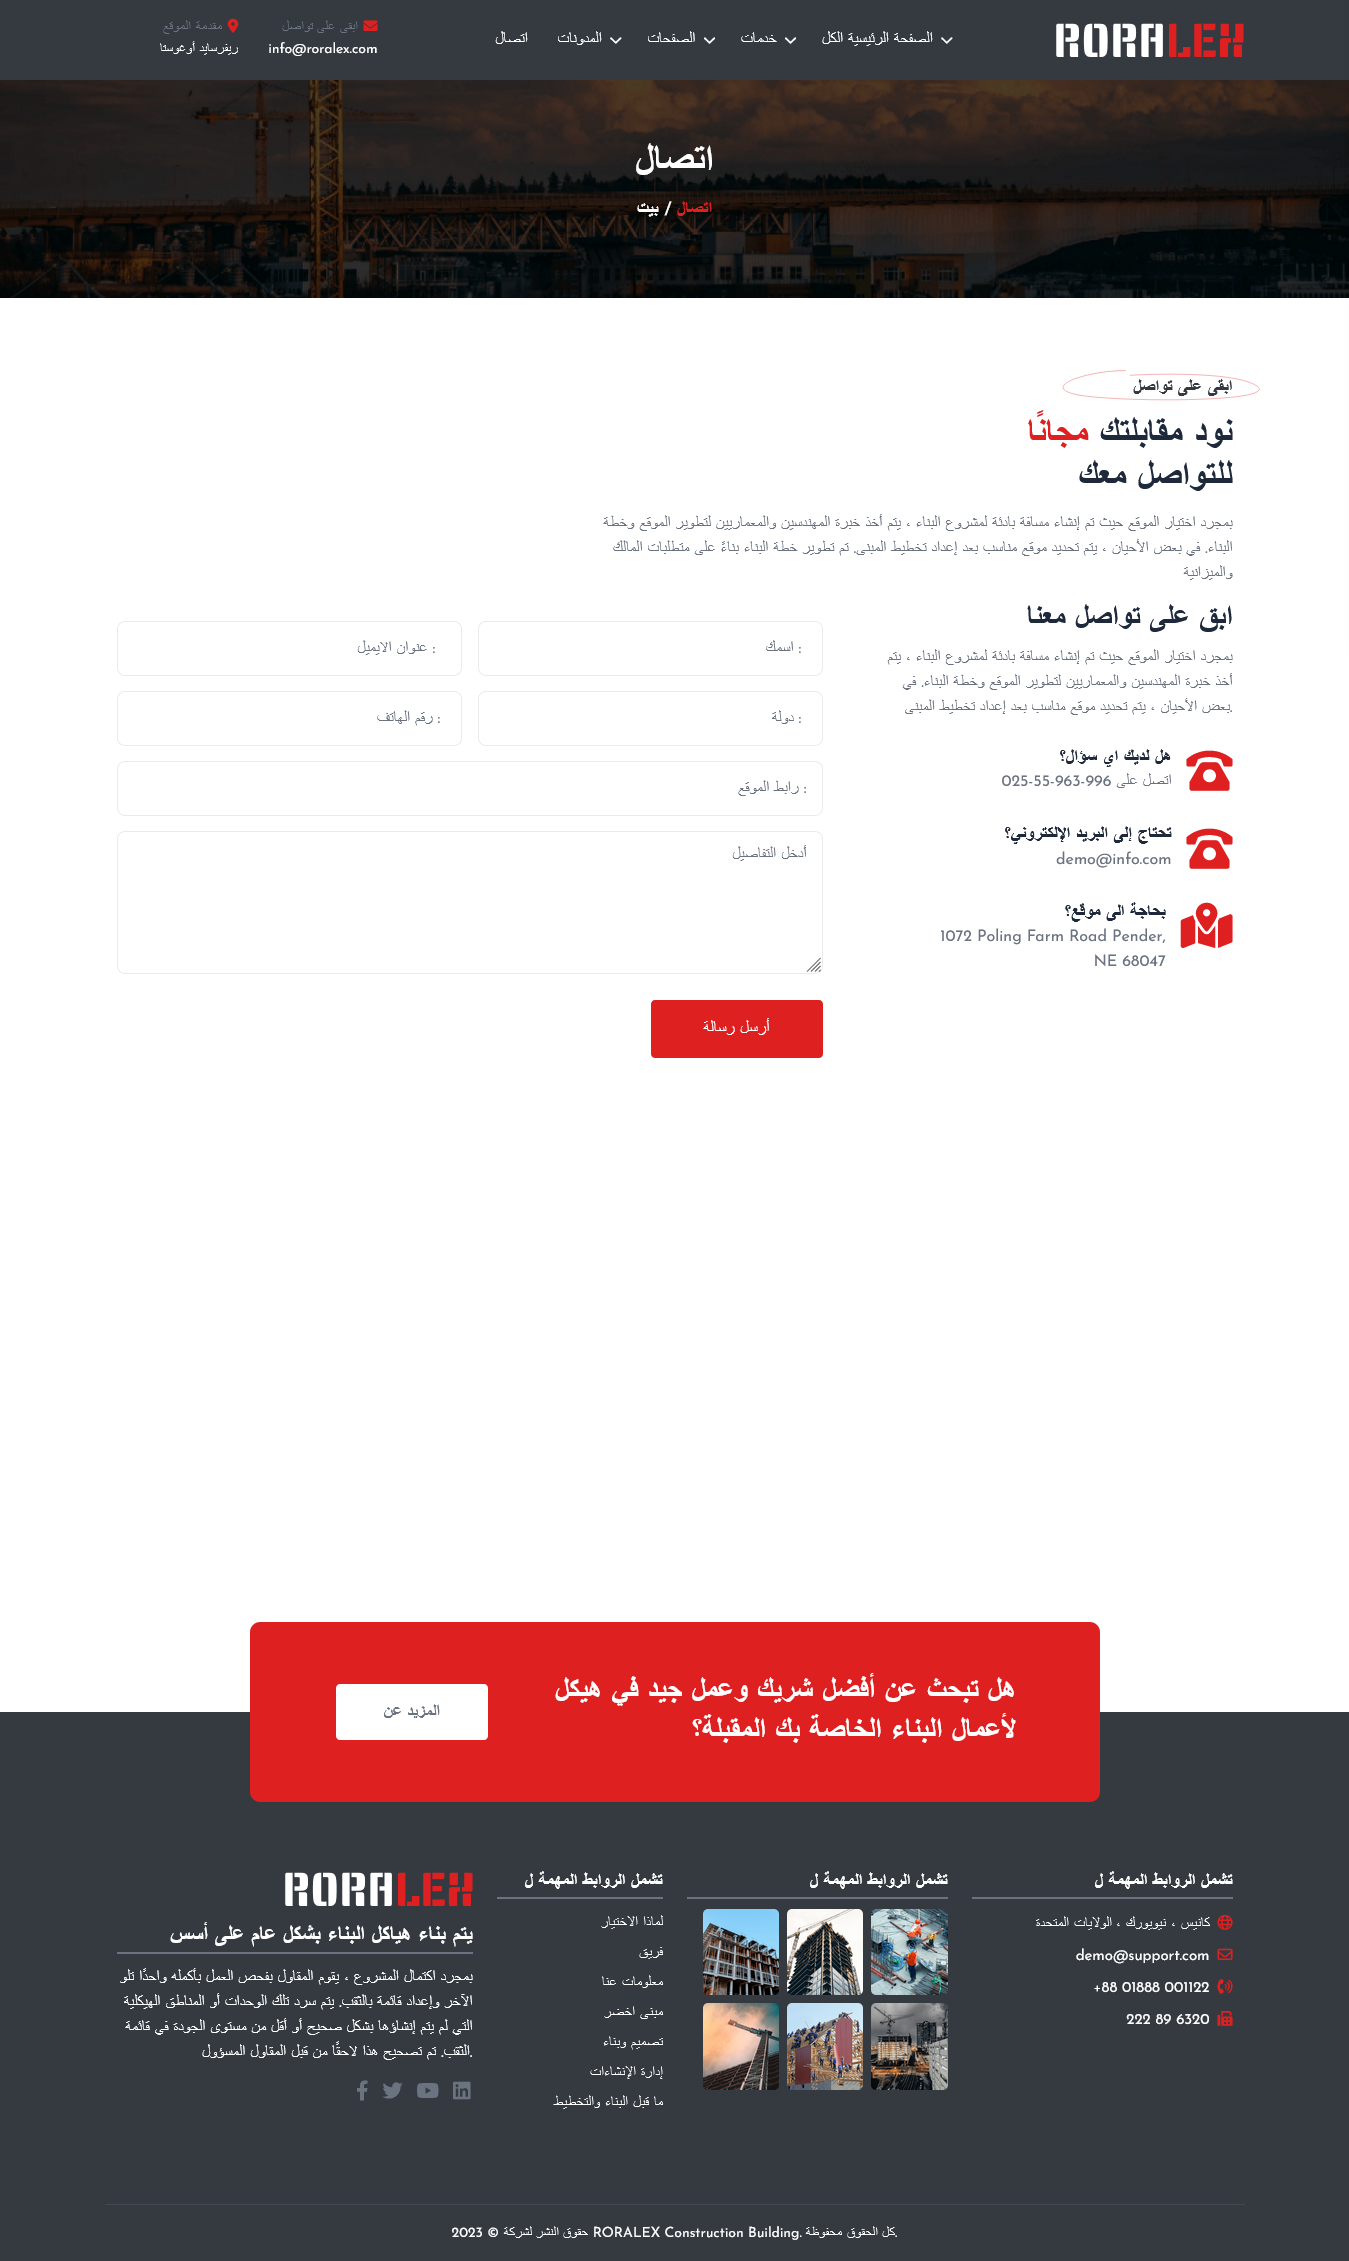 RORALEX
الصفحة الرئيسية الكل
خدمات
الصفحات
المدونات
اتصال
ابقى على تواصل
info@roralex.com
مقدمة الموقع
ريفرسايد أوغوستا
اتصال
اتصال / بيت
ابقى على تواصل
نود مقابلتك مجانًا
للتواصل معك
بمجرد اختيار الموقع حيث تم إنشاء مسافة بادئة لمشروع البناء ، يتم أخذ خبرة المهندسين والمعماريين لتطوير الموقع وخطة
البناء. في بعض الأحيان ، يتم تحديد موقع مناسب بعد إعداد تخطيط المبنى. تم تطوير خطة البناء بناءً على متطلبات المالك
والميزانية
ابق على تواصل معنا
بمجرد اختيار الموقع حيث تم إنشاء مسافة بادئة لمشروع البناء ، يتم
أخذ خبرة المهندسين والمعماريين لتطوير الموقع وخطة البناء. في
.بعض الأحيان ، يتم تحديد موقع مناسب بعد إعداد تخطيط المبنى
هل لديك اي سؤال؟
اتصل على 025-55-963-996
تحتاج إلى البريد الإلكتروني؟
demo@info.com
بحاجة الى موقع؟
1072 Poling Farm Road Pender,
NE 68047
: اسمك
: عنوان الايميل
: دولة
: رقم الهاتف
: رابط الموقع
أدخل التفاصيل
أرسل رسالة
هل تبحث عن أفضل شريك وعمل جيد في هيكل
لأعمال البناء الخاصة بك المقبلة؟
المزيد عن
تشمل الروابط المهمة ل
كاتيس ، نيويورك ، الولايات المتحدة
demo@support.com
+88 01888 001122
222 89 6320
تشمل الروابط المهمة ل
تشمل الروابط المهمة ل
لماذا الاختيار
فريق
معلومات عنا
مبنى اخضر
تصميم وبناء
إدارة الإنشاءات
ما قبل البناء والتخطيط
RORALEX
يتم بناء هياكل البناء بشكل عام على أسس
بمجرد اكتمال المشروع ، يقوم المقاول بفحص العمل بأكمله واحدًا تلو
الآخر وإعداد قائمة بالثقب. يتم سرد تلك الوحدات أو المناطق الهيكلية
التي لم يتم إنشاؤها بشكل صحيح أو أقل من مستوى الجودة في قائمة
.الثقب. تم تصحيح هذا لاحقًا من قبل المقاول المسؤول
2023 © حقوق النشر لشركة RORALEX Construction Building. كل الحقوق محفوظة.